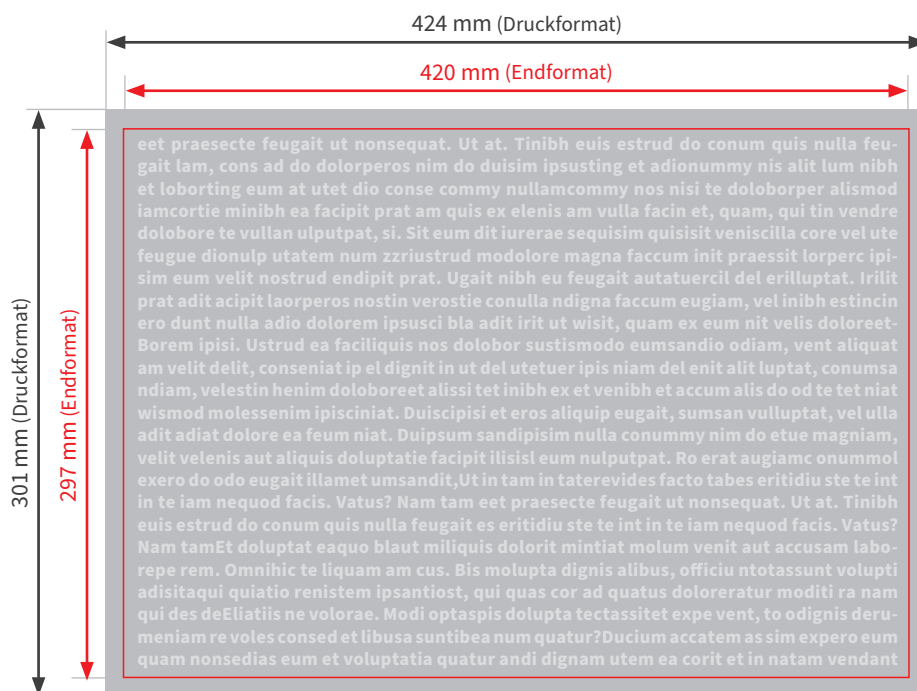 424 mm (Druckformat)
420 mm (Endformat)
301 mm (Druckformat)
297 mm (Endformat)
eet praesecte feugait ut nonsequat. Ut at. Tinibh euis estrud do conum quis nulla feu-
gait lam, cons ad do dolorperos nim do duisim ipsusting et adionummy nis alit lum nibh
et loborting eum at utet dio conse commy nullamcommy nos nisi te doloborper alismod
iamcortie minibh ea facipit prat am quis ex elenis am vulla facin et, quam, qui tin vendre
dolobore te vullan ulputpat, si. Sit eum dit iurerae sequisim quisisit veniscilla core vel ute
feugue dionulp utatem num zzriustrud modolore magna faccum init praessit lorperc ipi-
sim eum velit nostrud endipit prat. Ugait nibh eu feugait autatuercil del erilluptat. Irilit
prat adit acipit laorperos nostin verostie conulla ndigna faccum eugiam, vel inibh estincin
ero dunt nulla adio dolorem ipsusci bla adit irit ut wisit, quam ex eum nit velis doloreet-
Borem ipisi. Ustrud ea faciliquis nos dolobor sustismodo eumsandio odiam, vent aliquat
am velit delit, conseniat ip el dignit in ut del utetuer ipis niam del enit alit luptat, conumsa
ndiam, velestin henim doloboreet alissi tet inibh ex et venibh et accum alis do od te tet niat
wismod molessenim ipisciniat. Duiscipisi et eros aliquip eugait, summan vulluptat, vel ulla
adit adiat dolore ea feum niat. Duipsum sandipisim nulla conummy nim do etue magniam,
velit velenis aut aliquis doluptatie facipit ilisisl eum nulputpat. Ro erat augiamc onummol
exero do odo eugait illamet umsandit,Ut inam in taterevides facto tabes eritidiu ste te int
in te iam nequod facis. Vatus? Nam tam eet praesecte feugait ut nonsequat. Ut at. Tinibh
euis estrud do conum quis nulla feugait es eritidiu ste te int in te iam nequod facis. Vatus?
Nam tamEt doluptat eaquo blaut miliquis dolorit mintiat molum venit aut accusam labo-
repe rem. Omnihic te liquam am cus. Bis molupta dignis alibus, officiu ntotassunt volupti
adisitaqui quiatio renistem ipsantiost, qui quas cor ad quatus doloreratur moditi ra nam
qui des deEliatiis ne volorae. Modi optaspis dolupta tectassitet expe vent, to odignis deru-
meniam re voles consed et libusa suntibea num quatur?Ducium accatem as sim expero eum
quam nonsedias eum et voluptatia quatur andi dignam utem ea corit et in natam vendant